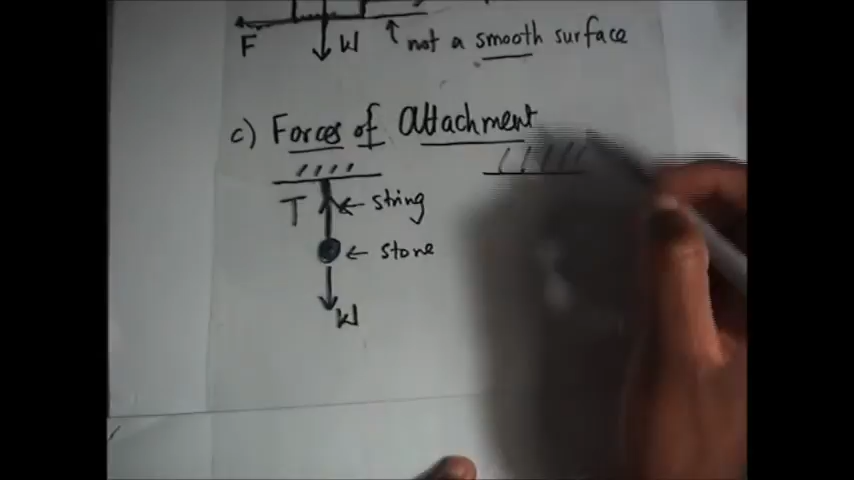 F
W
not a smooth surface
c) Forces of Attachment
T
string
stone
W